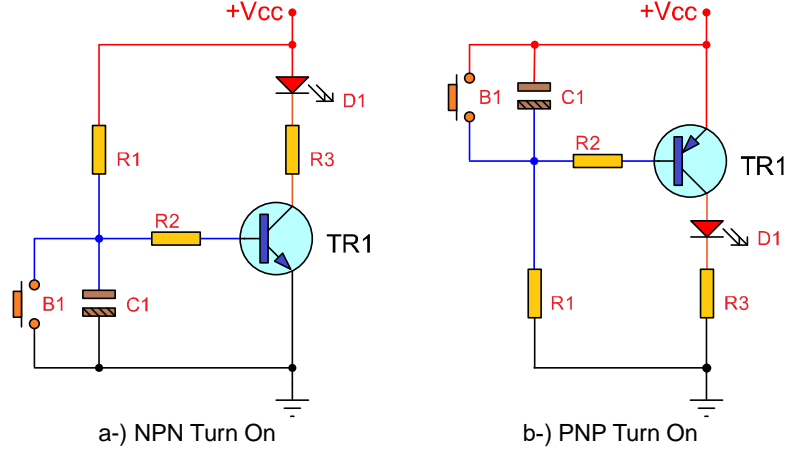 +Vcc
D1
R1
R3
R2
TR1
B1
C1
a-) NPN Turn On
+Vcc
B1
C1
R2
TR1
D1
R1
R3
b-) PNP Turn On